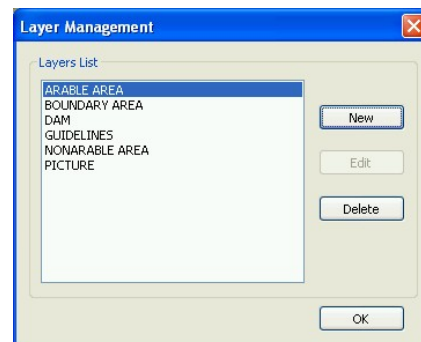 Layer Management
Layers List
ARABLE AREA
BOUNDARY AREA
DAM
GUIDELINES
NONARABLE AREA
PICTURE
New
Edit
Delete
OK